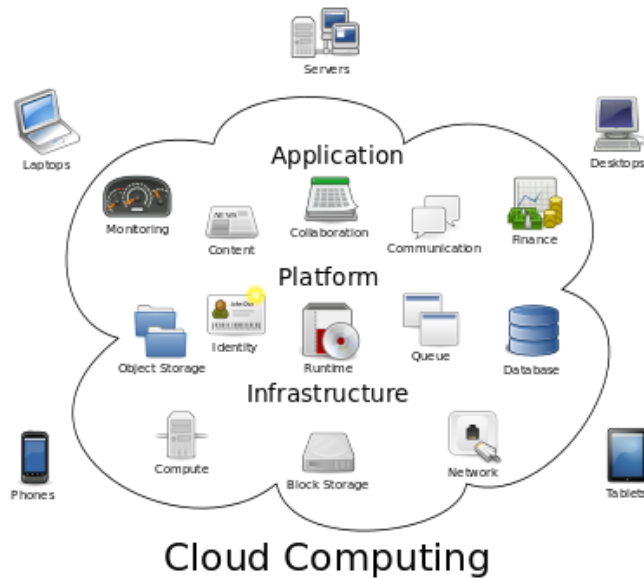 Servers
Laptops
Desktops
Application
Monitoring
Content
Collaboration
Communication
Finance
Platform
Object Storage
Identity
Runtime
Queue
Database
Infrastructure
Compute
Block Storage
Network
Phones
Tablets
Cloud Computing